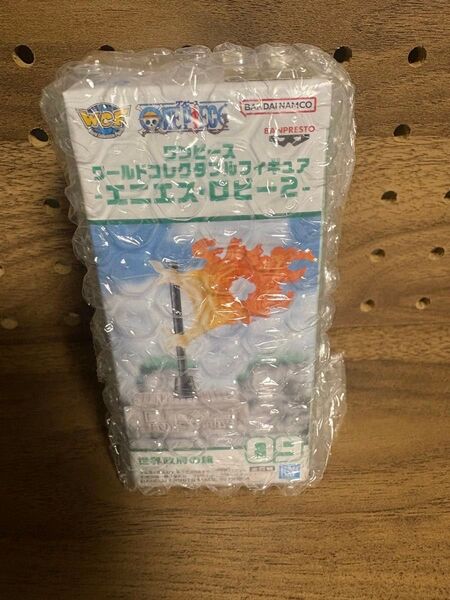 WCF
ONE PIECE
BANDAI NAMCO
BANPRESTO
ワンピース
ワールドコレクタブルフィギュア
-エニエス・ロビー2-
世界政府の旗
09